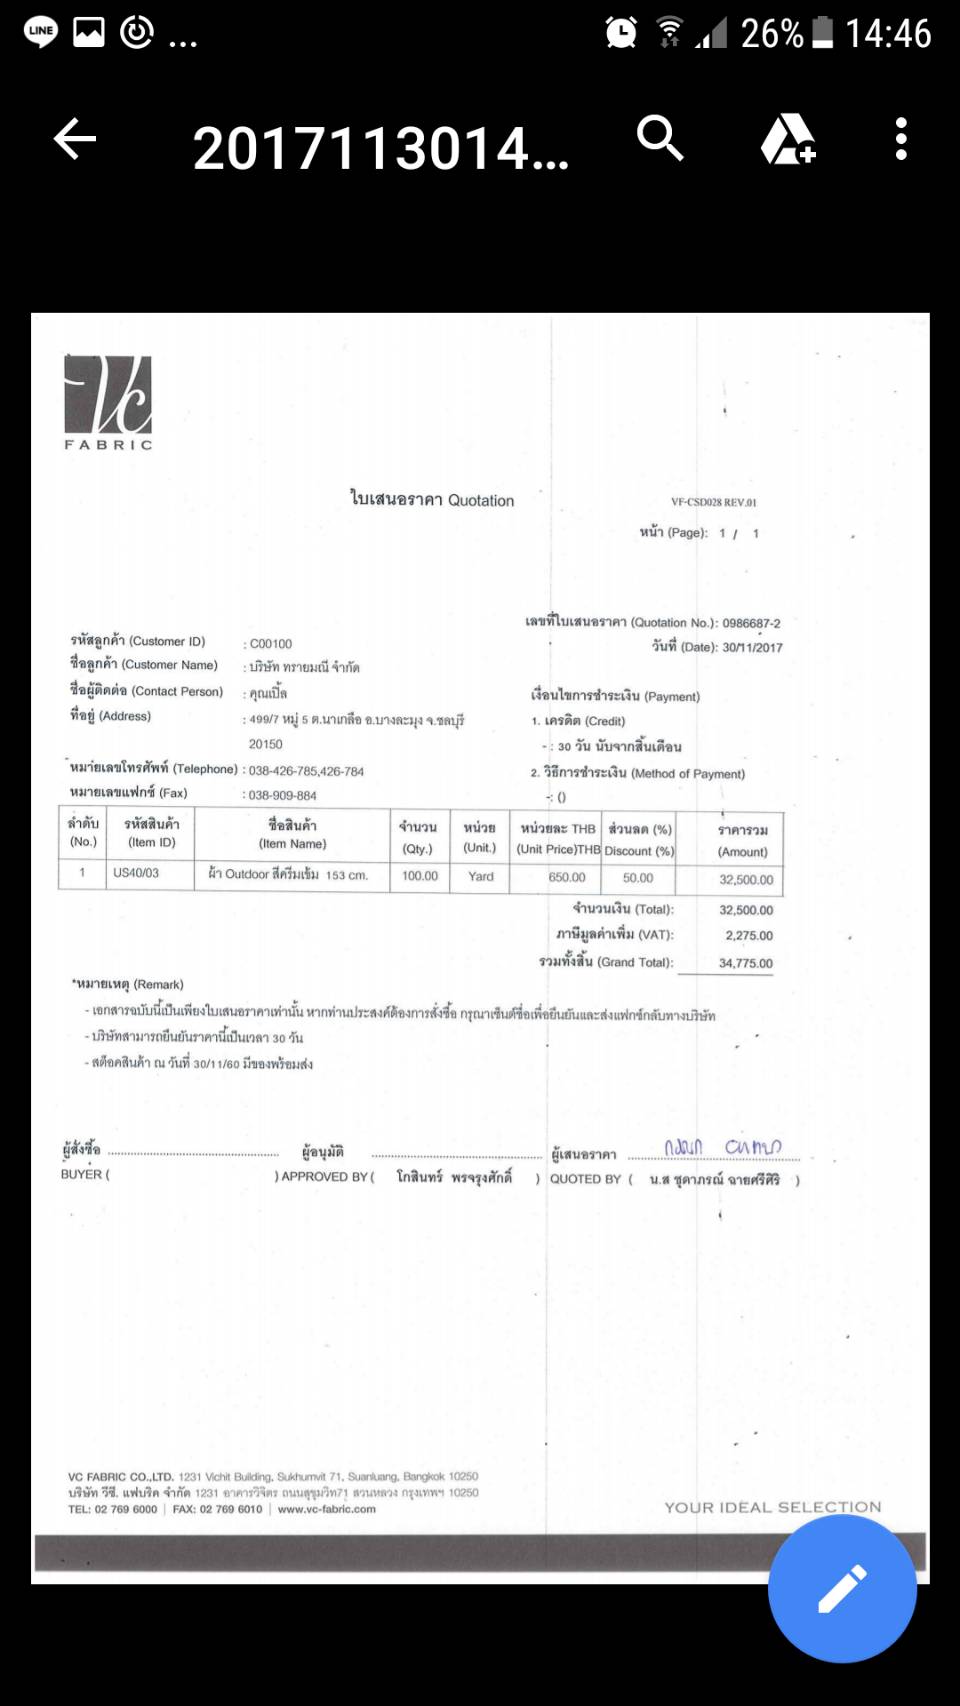 LINE ... 26% 14:46
2017113014...
Vc
FABRIC
ใบเสนอราคา Quotation
VF-CSD028 REV.01
หน้า (Page): 1 / 1
เลขที่ใบเสนอราคา (Quotation No.): 0986687-2
วันที่ (Date): 30/11/2017
รหัสลูกค้า (Customer ID) : C00100
ชื่อลูกค้า (Customer Name) : บริษัท ทรายมณี จำกัด
ชื่อผู้ติดต่อ (Contact Person) : คุณเปิ้ล
ที่อยู่ (Address) : 499/7 หมู่ 5 ต.นาเกลือ อ.บางละมุง จ.ชลบุรี
20150
หมายเลขโทรศัพท์ (Telephone) : 038-426-785,426-784
หมายเลขแฟกซ์ (Fax) : 038-909-884
เงื่อนไขการชำระเงิน (Payment)
1. เครดิต (Credit)
- : 30 วัน นับจากสิ้นเดือน
2. วิธีการชำระเงิน (Method of Payment)
-: ()
ลำดับ รหัสสินค้า ชื่อสินค้า จำนวน หน่วย หน่วยละ THB ส่วนลด (%) ราคารวม
(No.) (Item ID) (Item Name) (Qty.) (Unit.) (Unit Price)THB Discount (%) (Amount)
1 US40/03 ผ้า Outdoor สีครีมเข้ม 153 cm. 100.00 Yard 650.00 50.00 32,500.00
จำนวนเงิน (Total): 32,500.00
ภาษีมูลค่าเพิ่ม (VAT): 2,275.00
รวมทั้งสิ้น (Grand Total): 34,775.00
*หมายเหตุ (Remark)
- เอกสารฉบับนี้เป็นเพียงใบเสนอราคาเท่านั้น หากท่านประสงค์ต้องการสั่งซื้อ กรุณาเซ็นต์ชื่อเพื่อยืนยันและส่งแฟกซ์กลับทางบริษัท
- บริษัทสามารถยืนยันราคานี้เป็นเวลา 30 วัน
- สต๊อคสินค้า ณ วันที่ 30/11/60 มีของพร้อมส่ง
ผู้สั่งซื้อ ผู้อนุมัติ ผู้เสนอราคา
BUYER ( ) APPROVED BY ( โกสินทร์ พรจรุงศักดิ์ ) QUOTED BY ( น.ส ชุดาภรณ์ ฉายศรีศิริ )
VC FABRIC CO.,LTD. 1231 Vichit Building, Sukhumvit 71, Suanluang, Bangkok 10250
บริษัท วีซี. แฟบริค จำกัด 1231 อาคารวิจิตร ถนนสุขุมวิท71 สวนหลวง กรุงเทพฯ 10250
TEL: 02 769 6000 | FAX: 02 769 6010 | www.vc-fabric.com
YOUR IDEAL SELECTION